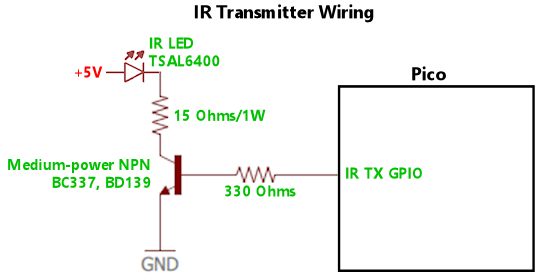 IR Transmitter Wiring
IR LED
TSAL6400
+5V
Pico
15 Ohms/1W
Medium-power NPN
BC337, BD139
330 Ohms
IR TX GPIO
GND